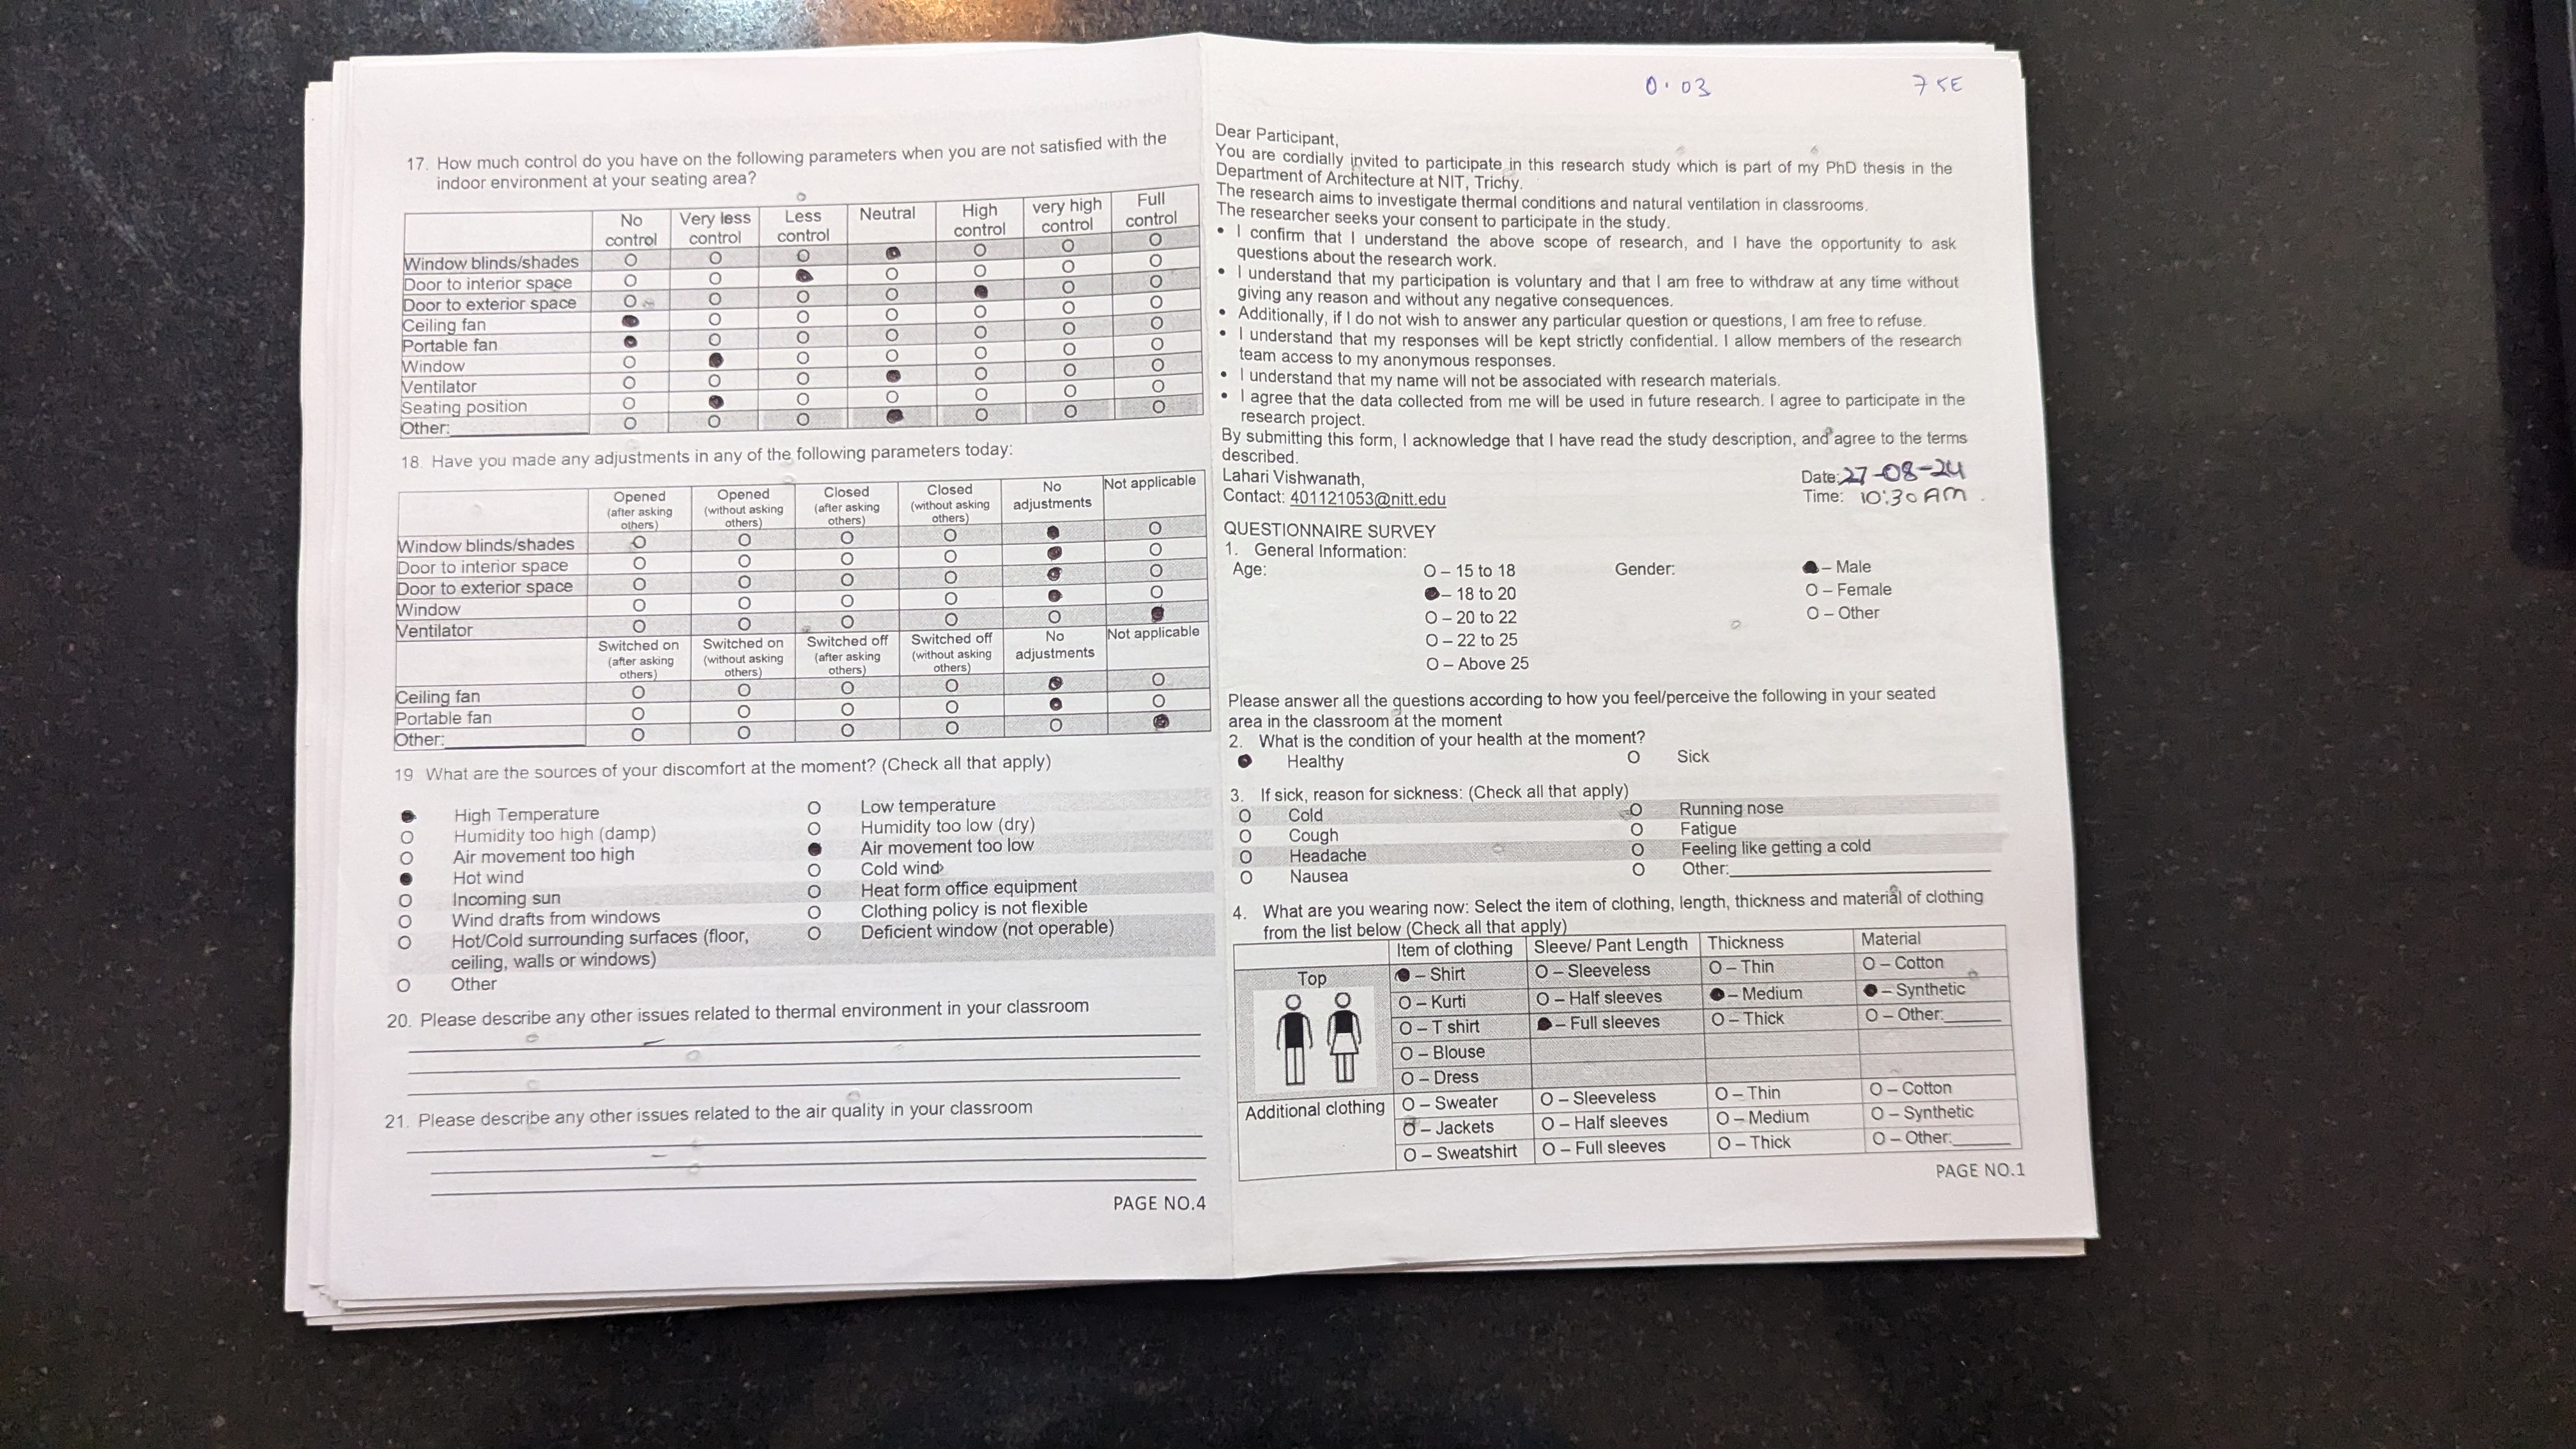 17. How much control do you have on the following parameters when you are not satisfied with the
indoor environment at your seating area?
No control Very less control Less control Neutral High control very high control Full control
Window blinds/shades O O O ● O O O
Door to interior space O O ● O O O O
Door to exterior space O O O O ● O O
Ceiling fan ● O O O O O O
Portable fan ● O O O O O O
Window O ● O O O O O
Ventilator O O O ● O O O
Seating position O ● O O O O O
Other:____________ O O O ● O O O
18. Have you made any adjustments in any of the following parameters today:
Opened (after asking others) Opened (without asking others) Closed (after asking others) Closed (without asking others) No adjustments Not applicable
Window blinds/shades O O O O ● O
Door to interior space O O O O ● O
Door to exterior space O O O O ● O
Window O O O O ● O
Ventilator O O O O O ●
Switched on (after asking others) Switched on (without asking others) Switched off (after asking others) Switched off (without asking others) No adjustments Not applicable
Ceiling fan O O O O ● O
Portable fan O O O O ● O
Other:____________ O O O O O ●
19 What are the sources of your discomfort at the moment? (Check all that apply)
● High Temperature O Low temperature
O Humidity too high (damp) O Humidity too low (dry)
O Air movement too high ● Air movement too low
● Hot wind O Cold wind
O Incoming sun O Heat form office equipment
O Wind drafts from windows O Clothing policy is not flexible
O Hot/Cold surrounding surfaces (floor, O Deficient window (not operable)
ceiling, walls or windows)
O Other
20. Please describe any other issues related to thermal environment in your classroom
21. Please describe any other issues related to the air quality in your classroom
PAGE NO.4
0.03 75E
Dear Participant,
You are cordially invited to participate in this research study which is part of my PhD thesis in the
Department of Architecture at NIT, Trichy.
The research aims to investigate thermal conditions and natural ventilation in classrooms.
The researcher seeks your consent to participate in the study.
• I confirm that I understand the above scope of research, and I have the opportunity to ask
questions about the research work.
• I understand that my participation is voluntary and that I am free to withdraw at any time without
giving any reason and without any negative consequences.
• Additionally, if I do not wish to answer any particular question or questions, I am free to refuse.
• I understand that my responses will be kept strictly confidential. I allow members of the research
team access to my anonymous responses.
• I understand that my name will not be associated with research materials.
• I agree that the data collected from me will be used in future research. I agree to participate in the
research project.
By submitting this form, I acknowledge that I have read the study description, and agree to the terms
described.
Lahari Vishwanath, Date: 27-08-24
Contact: 401121053@nitt.edu Time: 10:30 AM.
QUESTIONNAIRE SURVEY
1. General Information:
Age: O – 15 to 18 Gender: ● – Male
● – 18 to 20 O – Female
O – 20 to 22 O – Other
O – 22 to 25
O – Above 25
Please answer all the questions according to how you feel/perceive the following in your seated
area in the classroom at the moment
2. What is the condition of your health at the moment?
● Healthy O Sick
3. If sick, reason for sickness: (Check all that apply)
O Cold O Running nose
O Cough O Fatigue
O Headache O Feeling like getting a cold
O Nausea O Other:____________
4. What are you wearing now: Select the item of clothing, length, thickness and material of clothing
from the list below (Check all that apply)
Item of clothing Sleeve/ Pant Length Thickness Material
Top ● – Shirt O – Sleeveless O – Thin O – Cotton
O – Kurti O – Half sleeves ● – Medium ● – Synthetic
O – T shirt ● – Full sleeves O – Thick O – Other:______
O – Blouse
O – Dress
Additional clothing O – Sweater O – Sleeveless O – Thin O – Cotton
O – Jackets O – Half sleeves O – Medium O – Synthetic
O – Sweatshirt O – Full sleeves O – Thick O – Other:______
PAGE NO.1